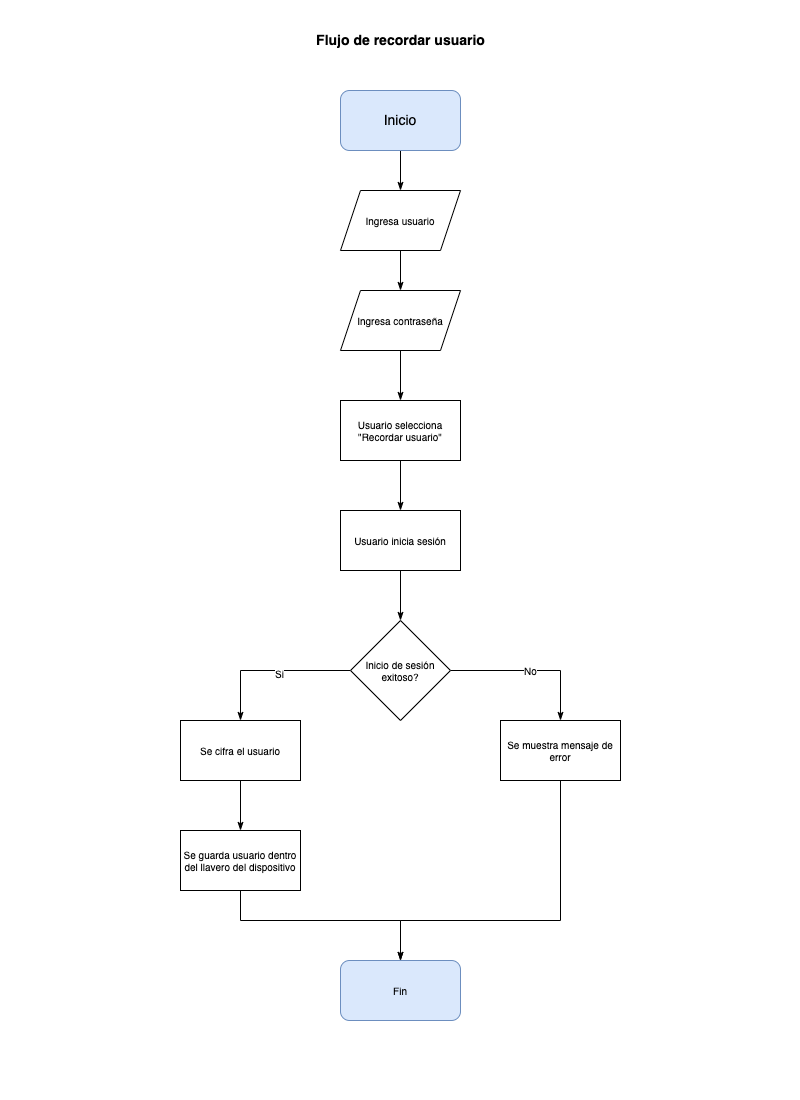 Flujo de recordar usuario
Inicio
Ingresa usuario
Ingresa contraseña
Usuario selecciona
"Recordar usuario"
Usuario inicia sesión
Inicio de sesión
exitoso?
Si
No
Se cifra el usuario
Se muestra mensaje de
error
Se guarda usuario dentro
del llavero del dispositivo
Fin